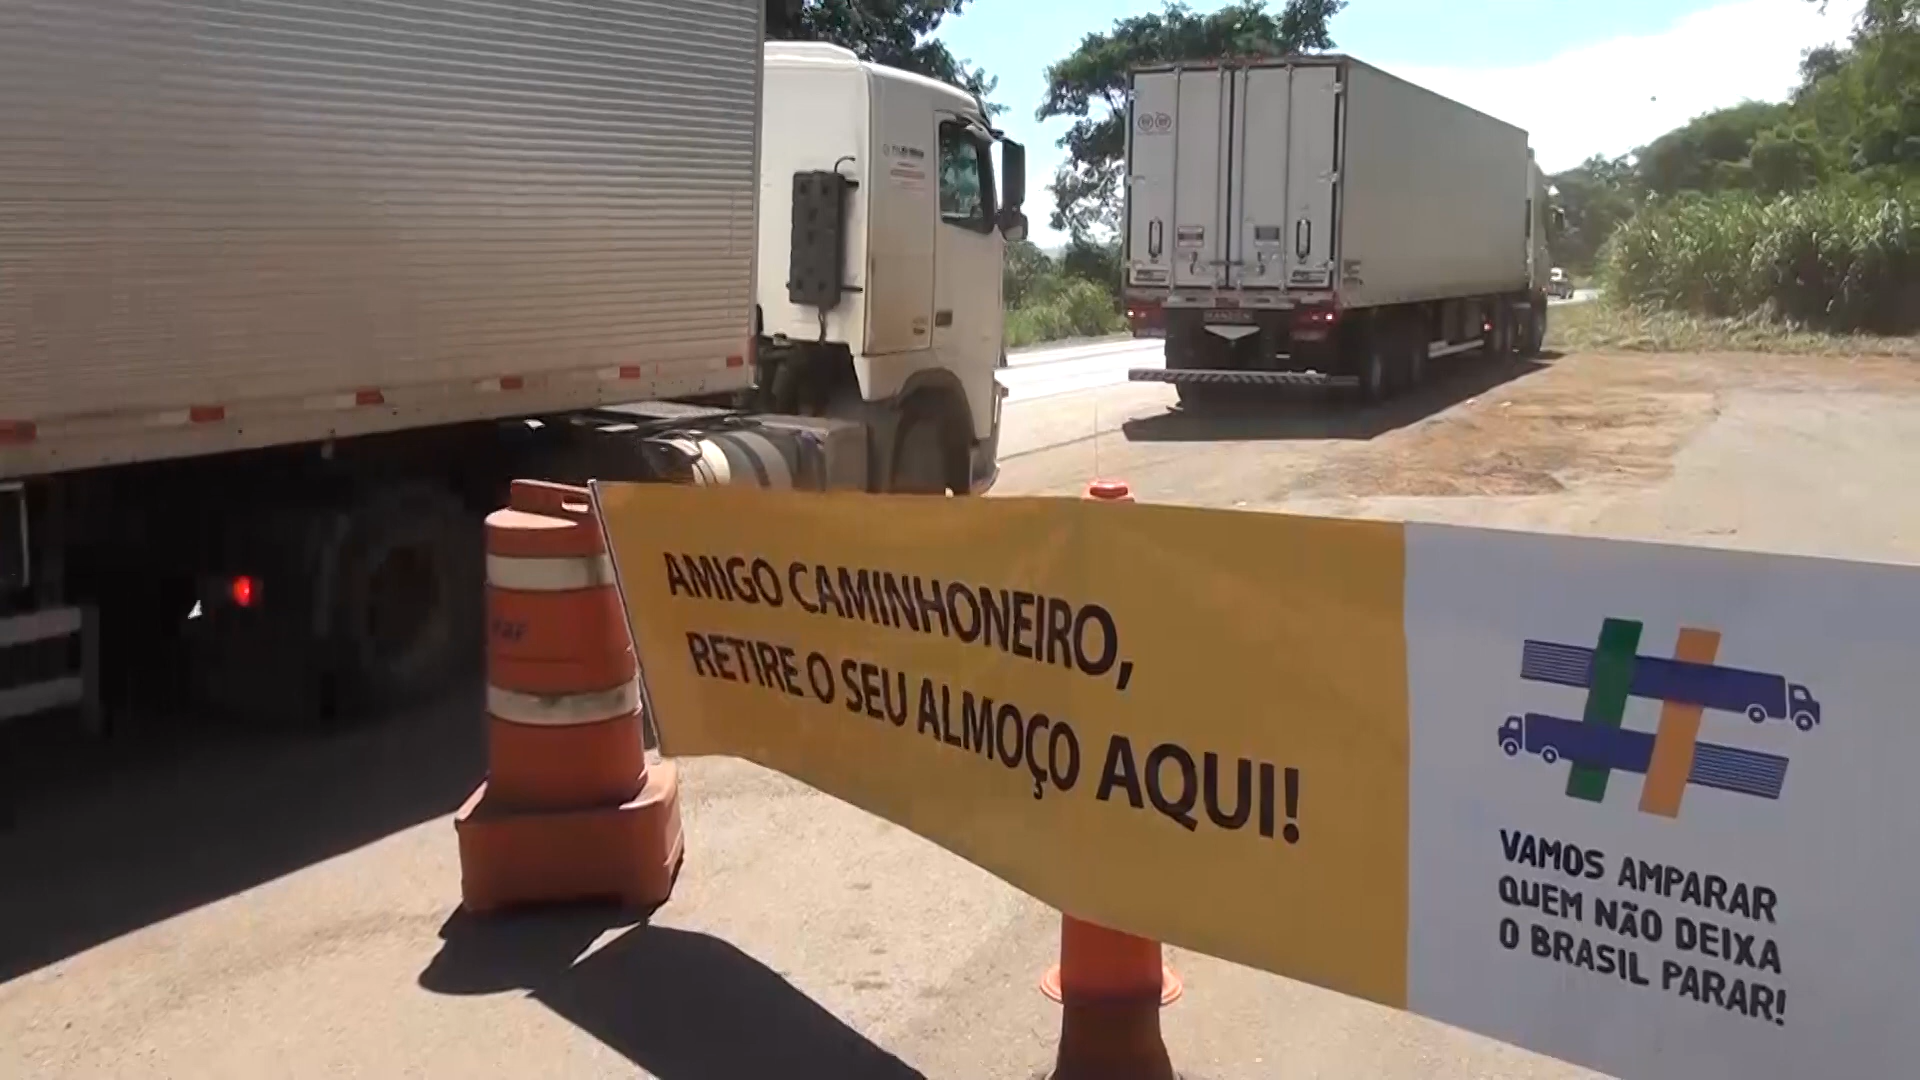 AMIGO CAMINHONEIRO,
RETIRE O SEU ALMOÇO AQUI!
VAMOS AMPARAR
QUEM NÃO DEIXA
O BRASIL PARAR!